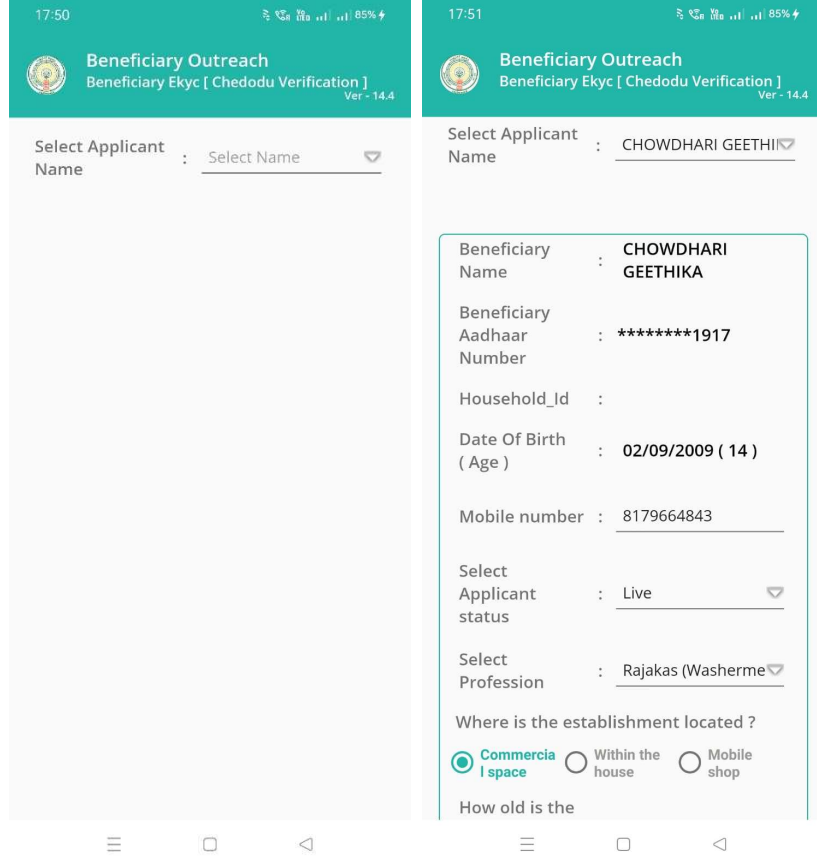 17:50
85%
Beneficiary Outreach
Beneficiary Ekyc [ Chedodu Verification ]
Ver - 14.4
Select Applicant
Name
: Select Name
17:51
85%
Beneficiary Outreach
Beneficiary Ekyc [ Chedodu Verification ]
Ver - 14.4
Select Applicant
Name
: CHOWDHARI GEETHI
Beneficiary
Name
: CHOWDHARI
GEETHIKA
Beneficiary
Aadhaar
Number
: ********1917
Household_Id :
Date Of Birth
( Age )
: 02/09/2009 ( 14 )
Mobile number : 8179664843
Select
Applicant
status
: Live
Select
Profession
: Rajakas (Washerme
Where is the establishment located ?
Commercia
l space
Within the
house
Mobile
shop
How old is the